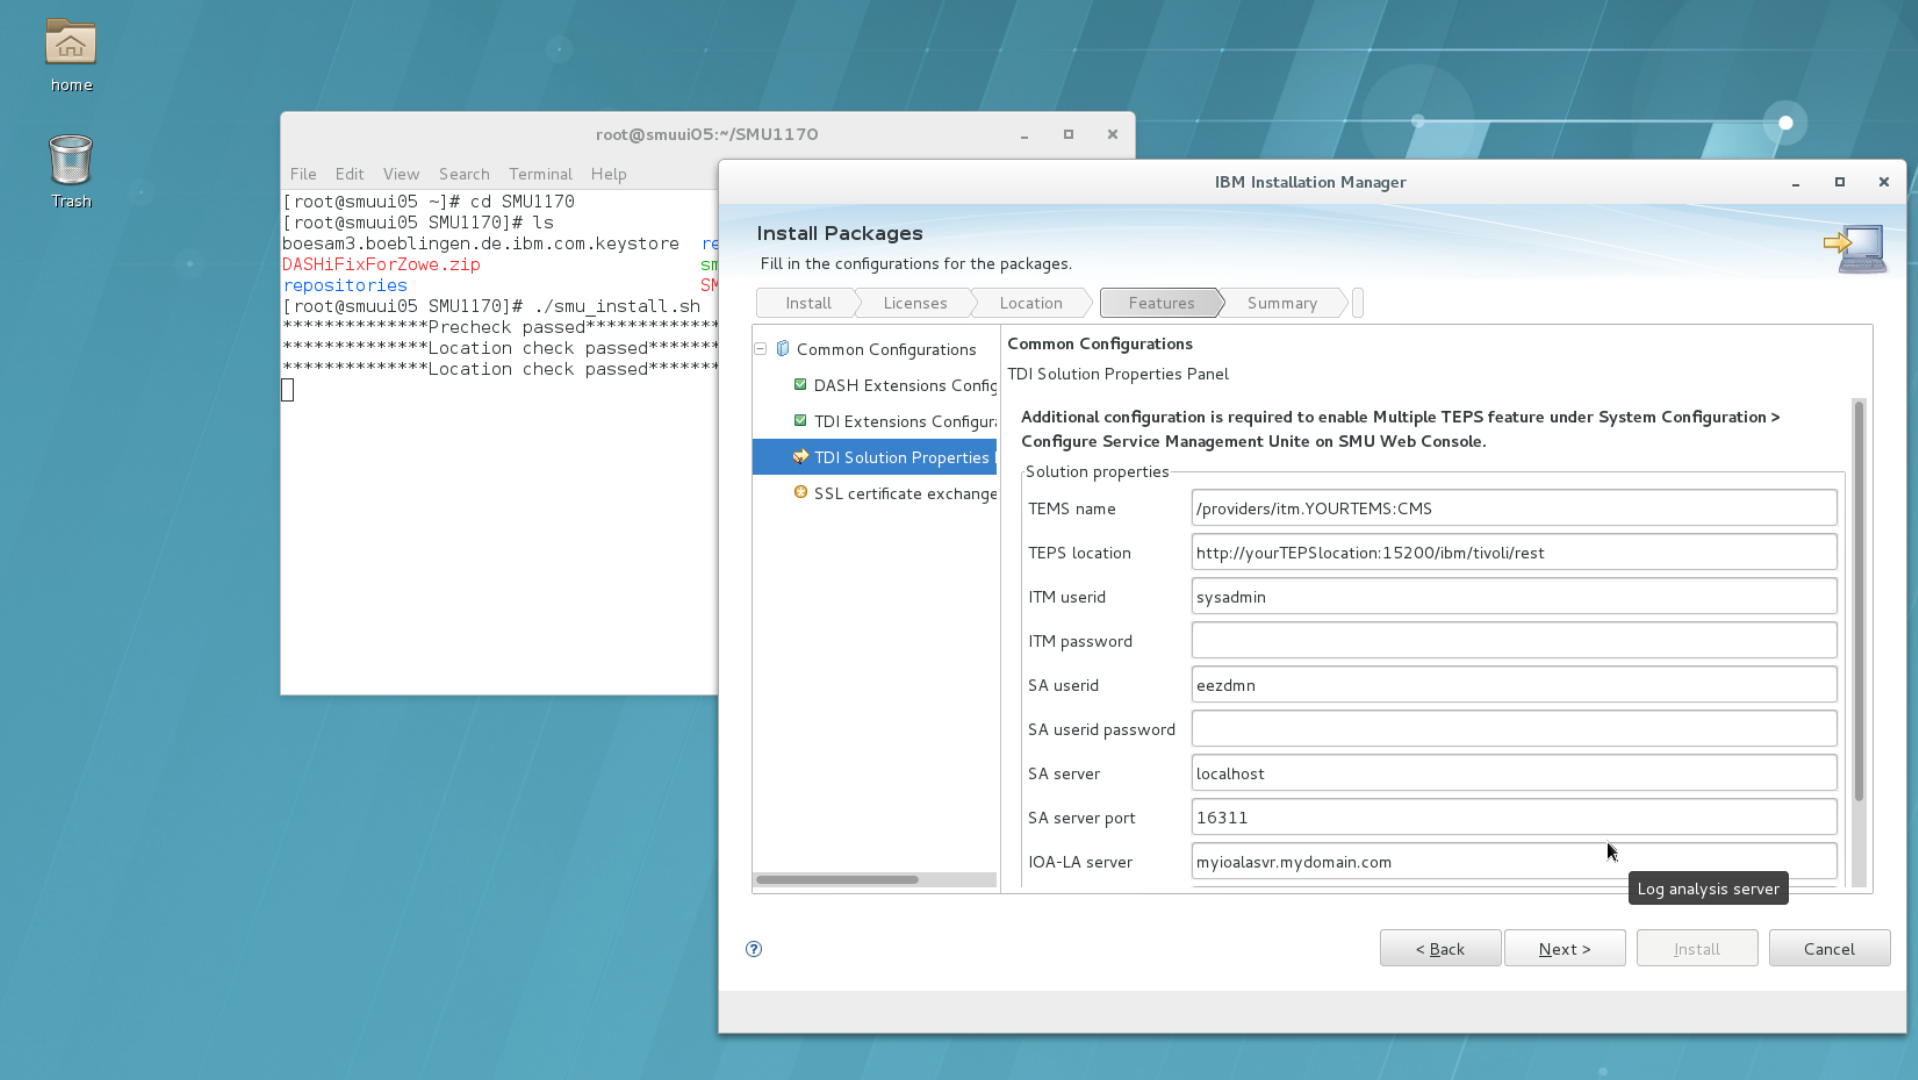 home
Trash
root@smuui05:~/SMU1170
File Edit View Search Terminal Help
[root@smuui05 ~]# cd SMU1170
[root@smuui05 SMU1170]# ls
boesam3.boeblingen.de.ibm.com.keystore re
DASHiFixForZowe.zip sm
repositories SM
[root@smuui05 SMU1170]# ./smu_install.sh
**************Precheck passed*************
**************Location check passed*******
**************Location check passed*******
IBM Installation Manager
Install Packages
Fill in the configurations for the packages.
Install Licenses Location Features Summary
Common Configurations
DASH Extensions Config
TDI Extensions Configura
TDI Solution Properties
SSL certificate exchange
Common Configurations
TDI Solution Properties Panel
Additional configuration is required to enable Multiple TEPS feature under System Configuration >
Configure Service Management Unite on SMU Web Console.
Solution properties
TEMS name /providers/itm.YOURTEMS:CMS
TEPS location http://yourTEPSlocation:15200/ibm/tivoli/rest
ITM userid sysadmin
ITM password
SA userid eezdmn
SA userid password
SA server localhost
SA server port 16311
IOA-LA server myioalasvr.mydomain.com
Log analysis server
? < Back Next > Install Cancel